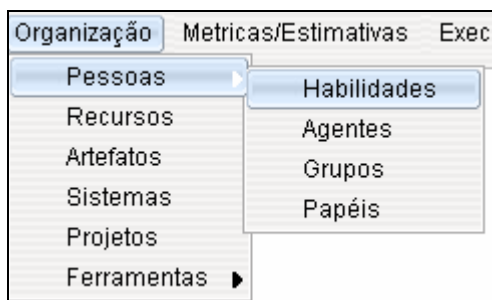 Organização Metricas/Estimativas Exec
Pessoas
Habilidades
Recursos
Agentes
Artefatos
Grupos
Sistemas
Papéis
Projetos
Ferramentas